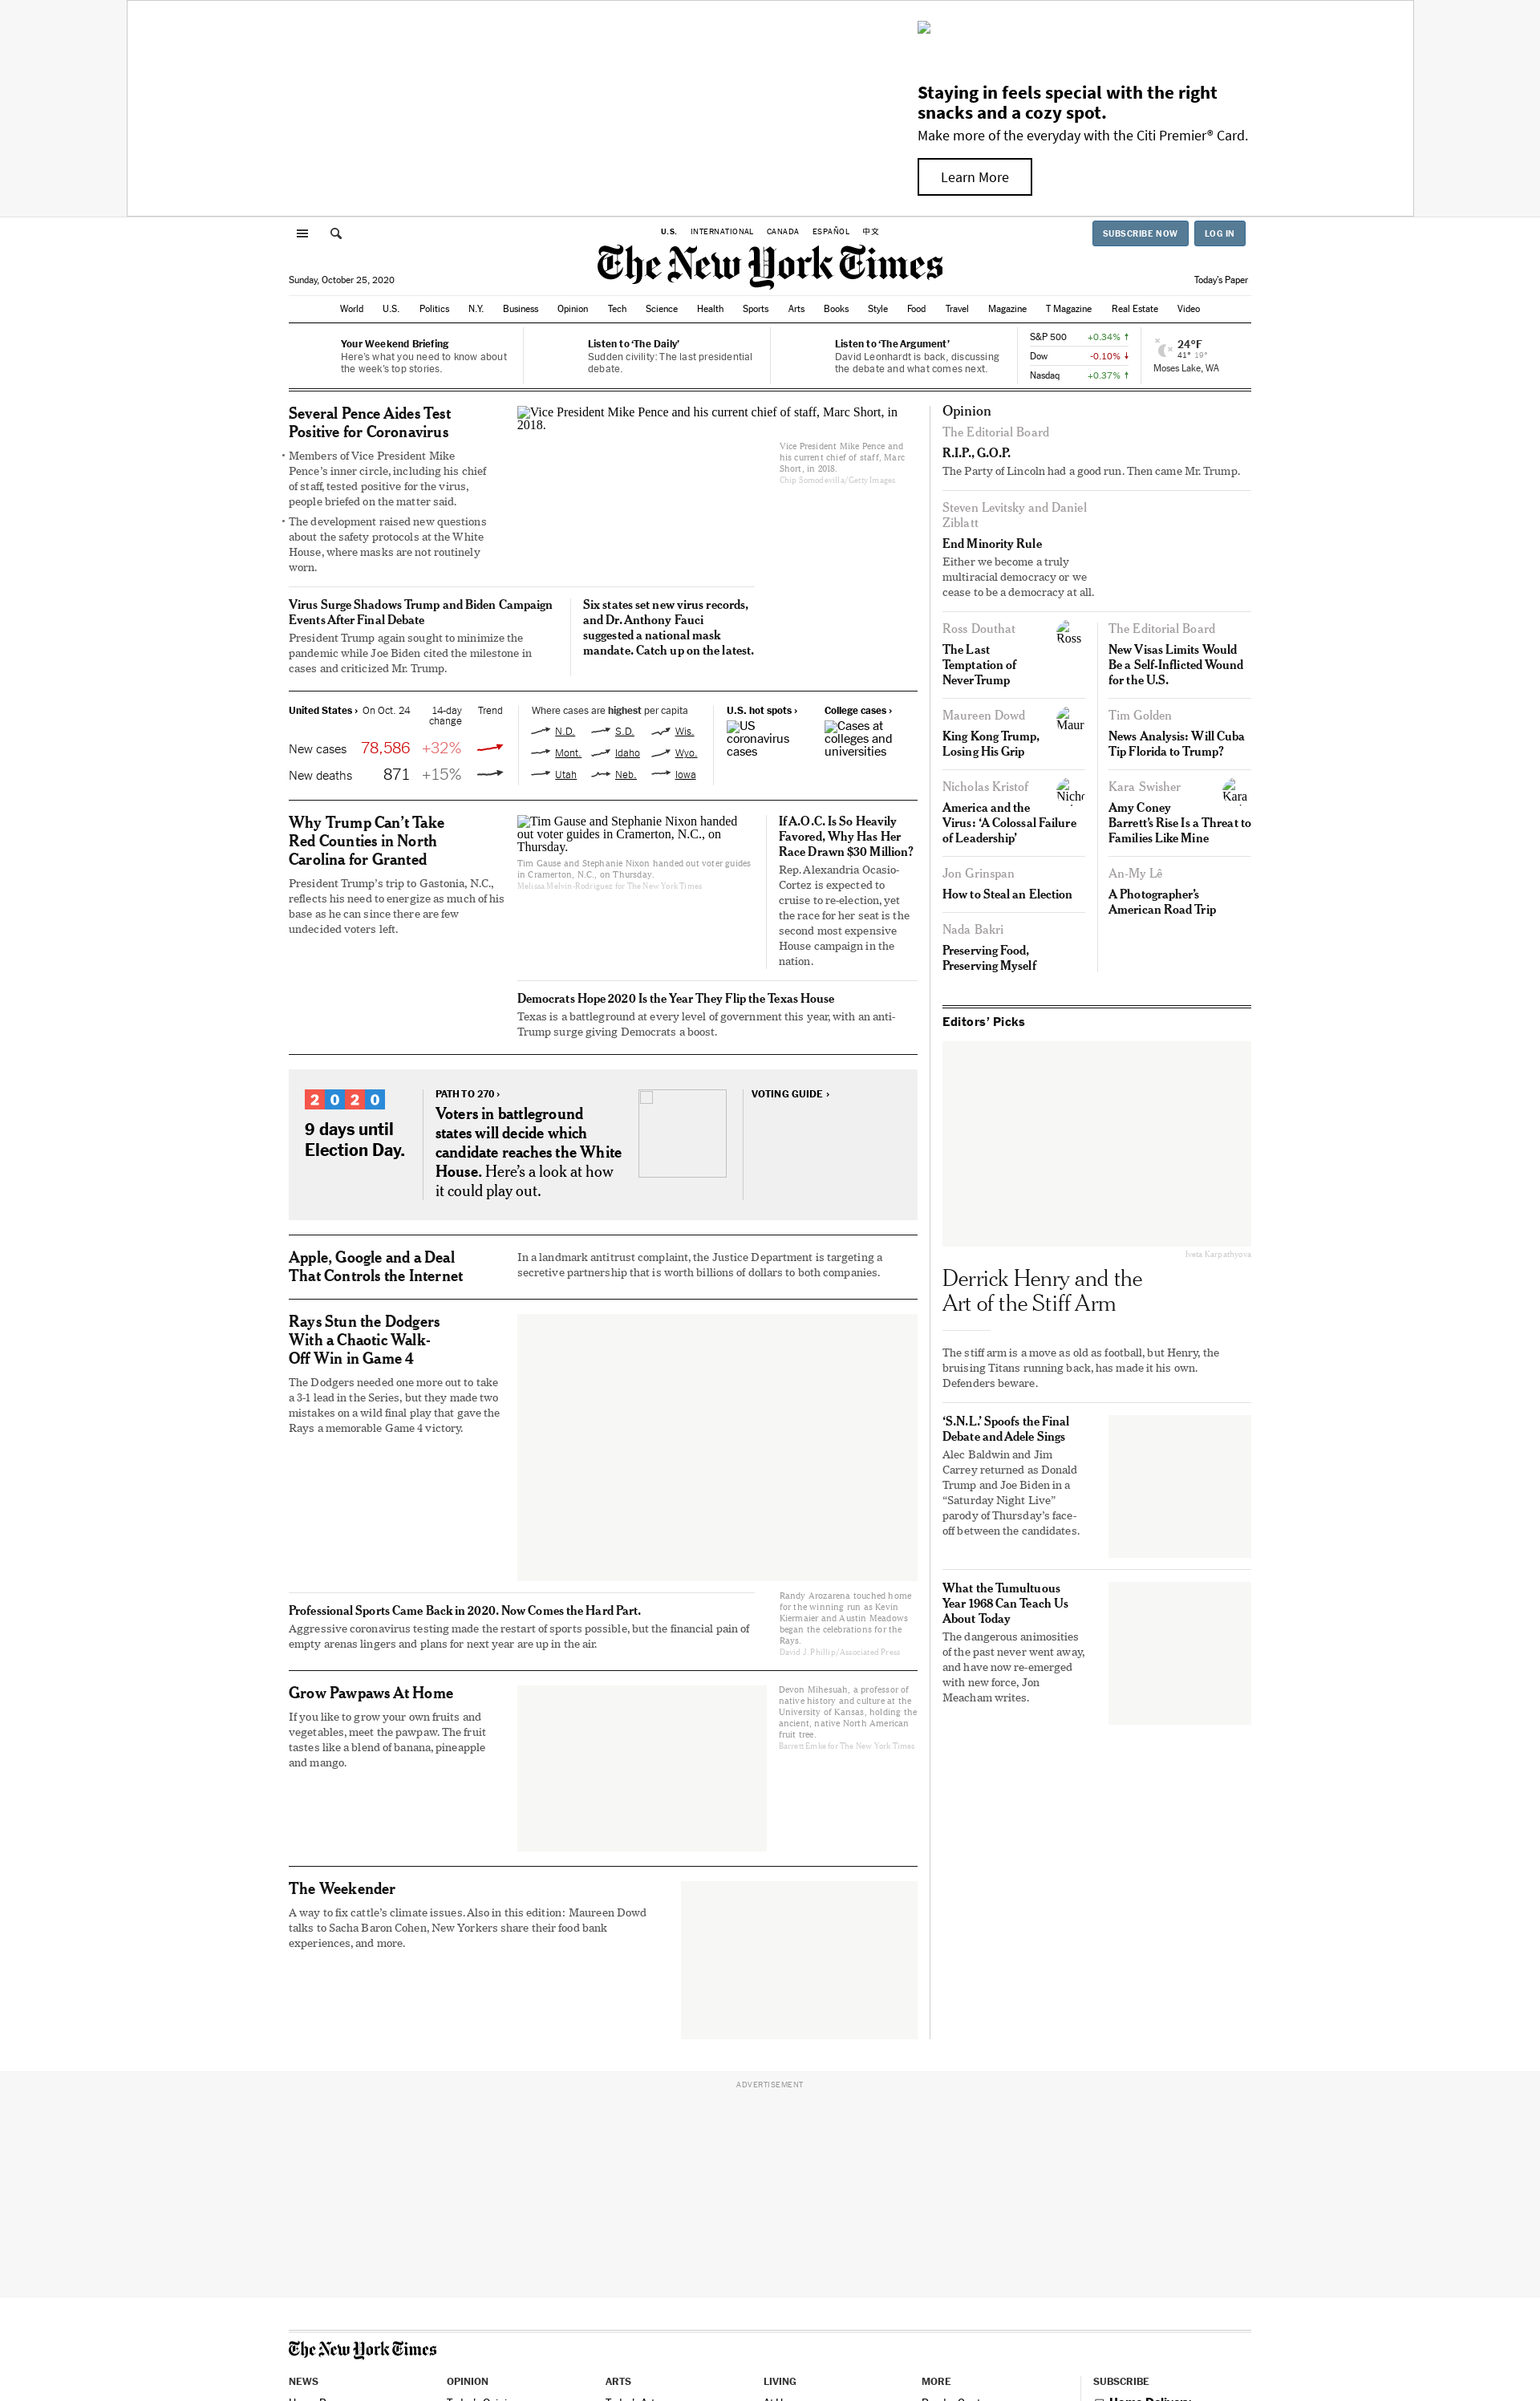 Staying in feels special with the right
snacks and a cozy spot.
Make more of the everyday with the Citi Premier® Card.
Learn More
U.S. INTERNATIONAL CANADA ESPAÑOL 中文
SUBSCRIBE NOW LOG IN
The New York Times
Sunday, October 25, 2020
Today's Paper
World U.S. Politics N.Y. Business Opinion Tech Science Health Sports Arts Books Style Food Travel Magazine T Magazine Real Estate Video
Your Weekend Briefing
Here's what you need to know about
the week's top stories.
Listen to ‘The Daily’
Sudden civility: The last presidential
debate.
Listen to ‘The Argument’
David Leonhardt is back, discussing
the debate and what comes next.
S&P 500 +0.34% ↑
Dow -0.10% ↓
Nasdaq +0.37% ↑
24°F
41° 19°
Moses Lake, WA
Several Pence Aides Test
Positive for Coronavirus
• Members of Vice President Mike
Pence’s inner circle, including his chief
of staff, tested positive for the virus,
people briefed on the matter said.
• The development raised new questions
about the safety protocols at the White
House, where masks are not routinely
worn.
Vice President Mike Pence and his current chief of staff, Marc Short, in
2018.
Vice President Mike Pence and
his current chief of staff, Marc
Short, in 2018.
Chip Somodevilla/Getty Images
Virus Surge Shadows Trump and Biden Campaign
Events After Final Debate
President Trump again sought to minimize the
pandemic while Joe Biden cited the milestone in
cases and criticized Mr. Trump.
Six states set new virus records,
and Dr. Anthony Fauci
suggested a national mask
mandate. Catch up on the latest.
United States › On Oct. 24 14-day
change Trend
New cases 78,586 +32%
New deaths 871 +15%
Where cases are highest per capita
N.D. S.D. Wis.
Mont. Idaho Wyo.
Utah Neb. Iowa
U.S. hot spots ›
US
coronavirus
cases
College cases ›
Cases at
colleges and
univiersities
Why Trump Can’t Take
Red Counties in North
Carolina for Granted
President Trump’s trip to Gastonia, N.C.,
reflects his need to energize as much of his
base as he can since there are few
undecided voters left.
Tim Gause and Stephanie Nixon handed
out voter guides in Cramerton, N.C., on
Thursday.
Tim Gause and Stephanie Nixon handed out voter guides
in Cramerton, N.C., on Thursday.
Melissa Melvin-Rodriguez for The New York Times
If A.O.C. Is So Heavily
Favored, Why Has Her
Race Drawn $30 Million?
Rep. Alexandria Ocasio-
Cortez is expected to
cruise to re-election, yet
the race for her seat is the
second most expensive
House campaign in the
nation.
Democrats Hope 2020 Is the Year They Flip the Texas House
Texas is a battleground at every level of government this year, with an anti-
Trump surge giving Democrats a boost.
2020
9 days until
Election Day.
PATH TO 270 ›
Voters in battleground
states will decide which
candidate reaches the White
House. Here’s a look at how
it could play out.
VOTING GUIDE ›
Apple, Google and a Deal
That Controls the Internet
In a landmark antitrust complaint, the Justice Department is targeting a
secretive partnership that is worth billions of dollars to both companies.
Rays Stun the Dodgers
With a Chaotic Walk-
Off Win in Game 4
The Dodgers needed one more out to take
a 3-1 lead in the Series, but they made two
mistakes on a wild final play that gave the
Rays a memorable Game 4 victory.
Professional Sports Came Back in 2020. Now Comes the Hard Part.
Aggressive coronavirus testing made the restart of sports possible, but the financial pain of
empty arenas lingers and plans for next year are up in the air.
Randy Arozarena touched home
for the winning run as Kevin
Kiermaier and Austin Meadows
began the celebrations for the
Rays.
David J. Phillip/Associated Press
Grow Pawpaws At Home
If you like to grow your own fruits and
vegetables, meet the pawpaw. The fruit
tastes like a blend of banana, pineapple
and mango.
Devon Mihesuah, a professor of
native history and culture at the
University of Kansas, holding the
ancient, native North American
fruit tree.
Barrett Emke for The New York Times
The Weekender
A way to fix cattle’s climate issues. Also in this edition: Maureen Dowd
talks to Sacha Baron Cohen, New Yorkers share their food bank
experiences, and more.
Opinion
The Editorial Board
R.I.P., G.O.P.
The Party of Lincoln had a good run. Then came Mr. Trump.
Steven Levitsky and Daniel
Ziblatt
End Minority Rule
Either we become a truly
multiracial democracy or we
cease to be a democracy at all.
Ross Douthat
Ross
The Last
Temptation of
NeverTrump
Maureen Dowd
King Kong Trump,
Losing His Grip
Nicholas Kristof
America and the
Virus: ‘A Colossal Failure
of Leadership’
Jon Grinspan
How to Steal an Election
Nada Bakri
Preserving Food,
Preserving Myself
The Editorial Board
New Visas Limits Would
Be a Self-Inflicted Wound
for the U.S.
Tim Golden
News Analysis: Will Cuba
Tip Florida to Trump?
Kara Swisher
Kara
Amy Coney
Barrett’s Rise Is a Threat to
Families Like Mine
An-My Lê
A Photographer’s
American Road Trip
Editors’ Picks
Iveta Karpathyova
Derrick Henry and the
Art of the Stiff Arm
The stiff arm is a move as old as football, but Henry, the
bruising Titans running back, has made it his own.
Defenders beware.
‘S.N.L.’ Spoofs the Final
Debate and Adele Sings
Alec Baldwin and Jim
Carrey returned as Donald
Trump and Joe Biden in a
“Saturday Night Live”
parody of Thursday’s face-
off between the candidates.
What the Tumultuous
Year 1968 Can Teach Us
About Today
The dangerous animosities
of the past never went away,
and have now re-emerged
with new force, Jon
Meacham writes.
ADVERTISEMENT
The New York Times
NEWS OPINION ARTS LIVING MORE SUBSCRIBE